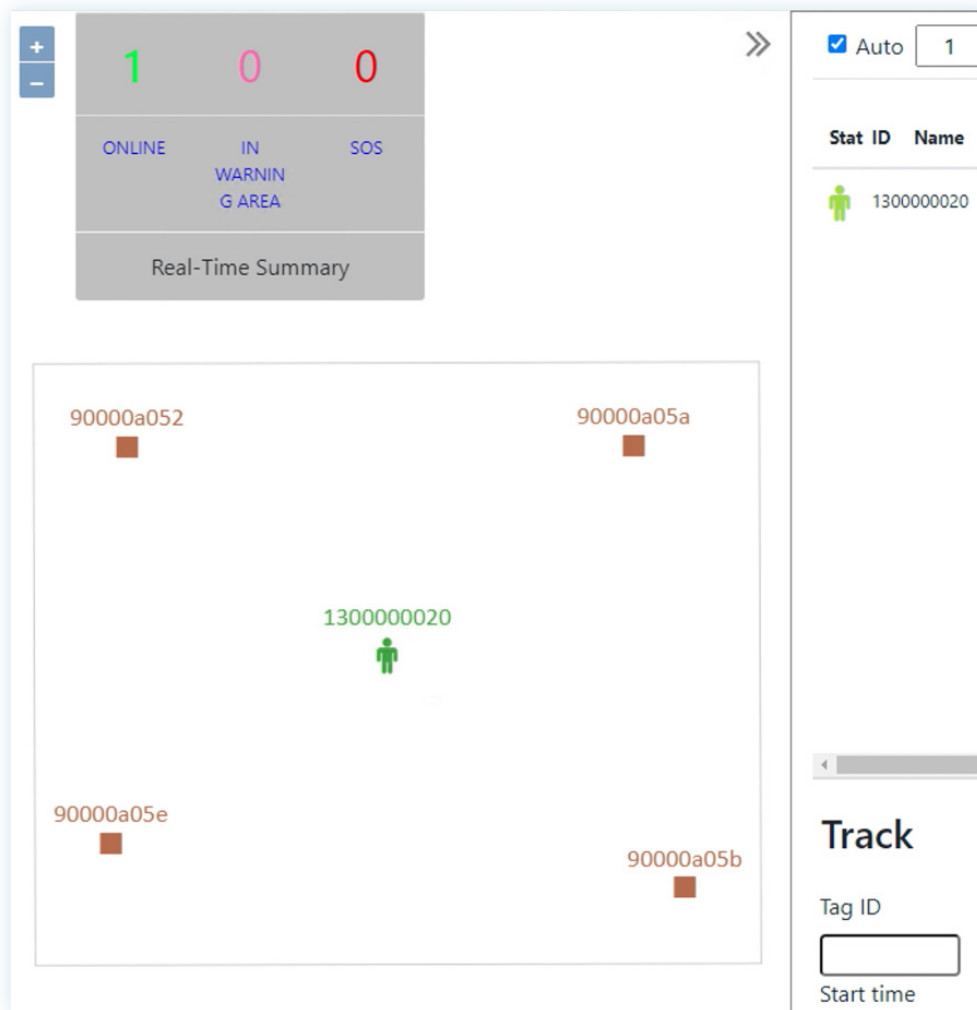 +
−
1 0 0
ONLINE IN SOS
WARNIN
G AREA
Real-Time Summary
90000a052 90000a05a
1300000020
90000a05e
90000a05b
Auto 1
Stat ID Name
1300000020
Track
Tag ID
Start time